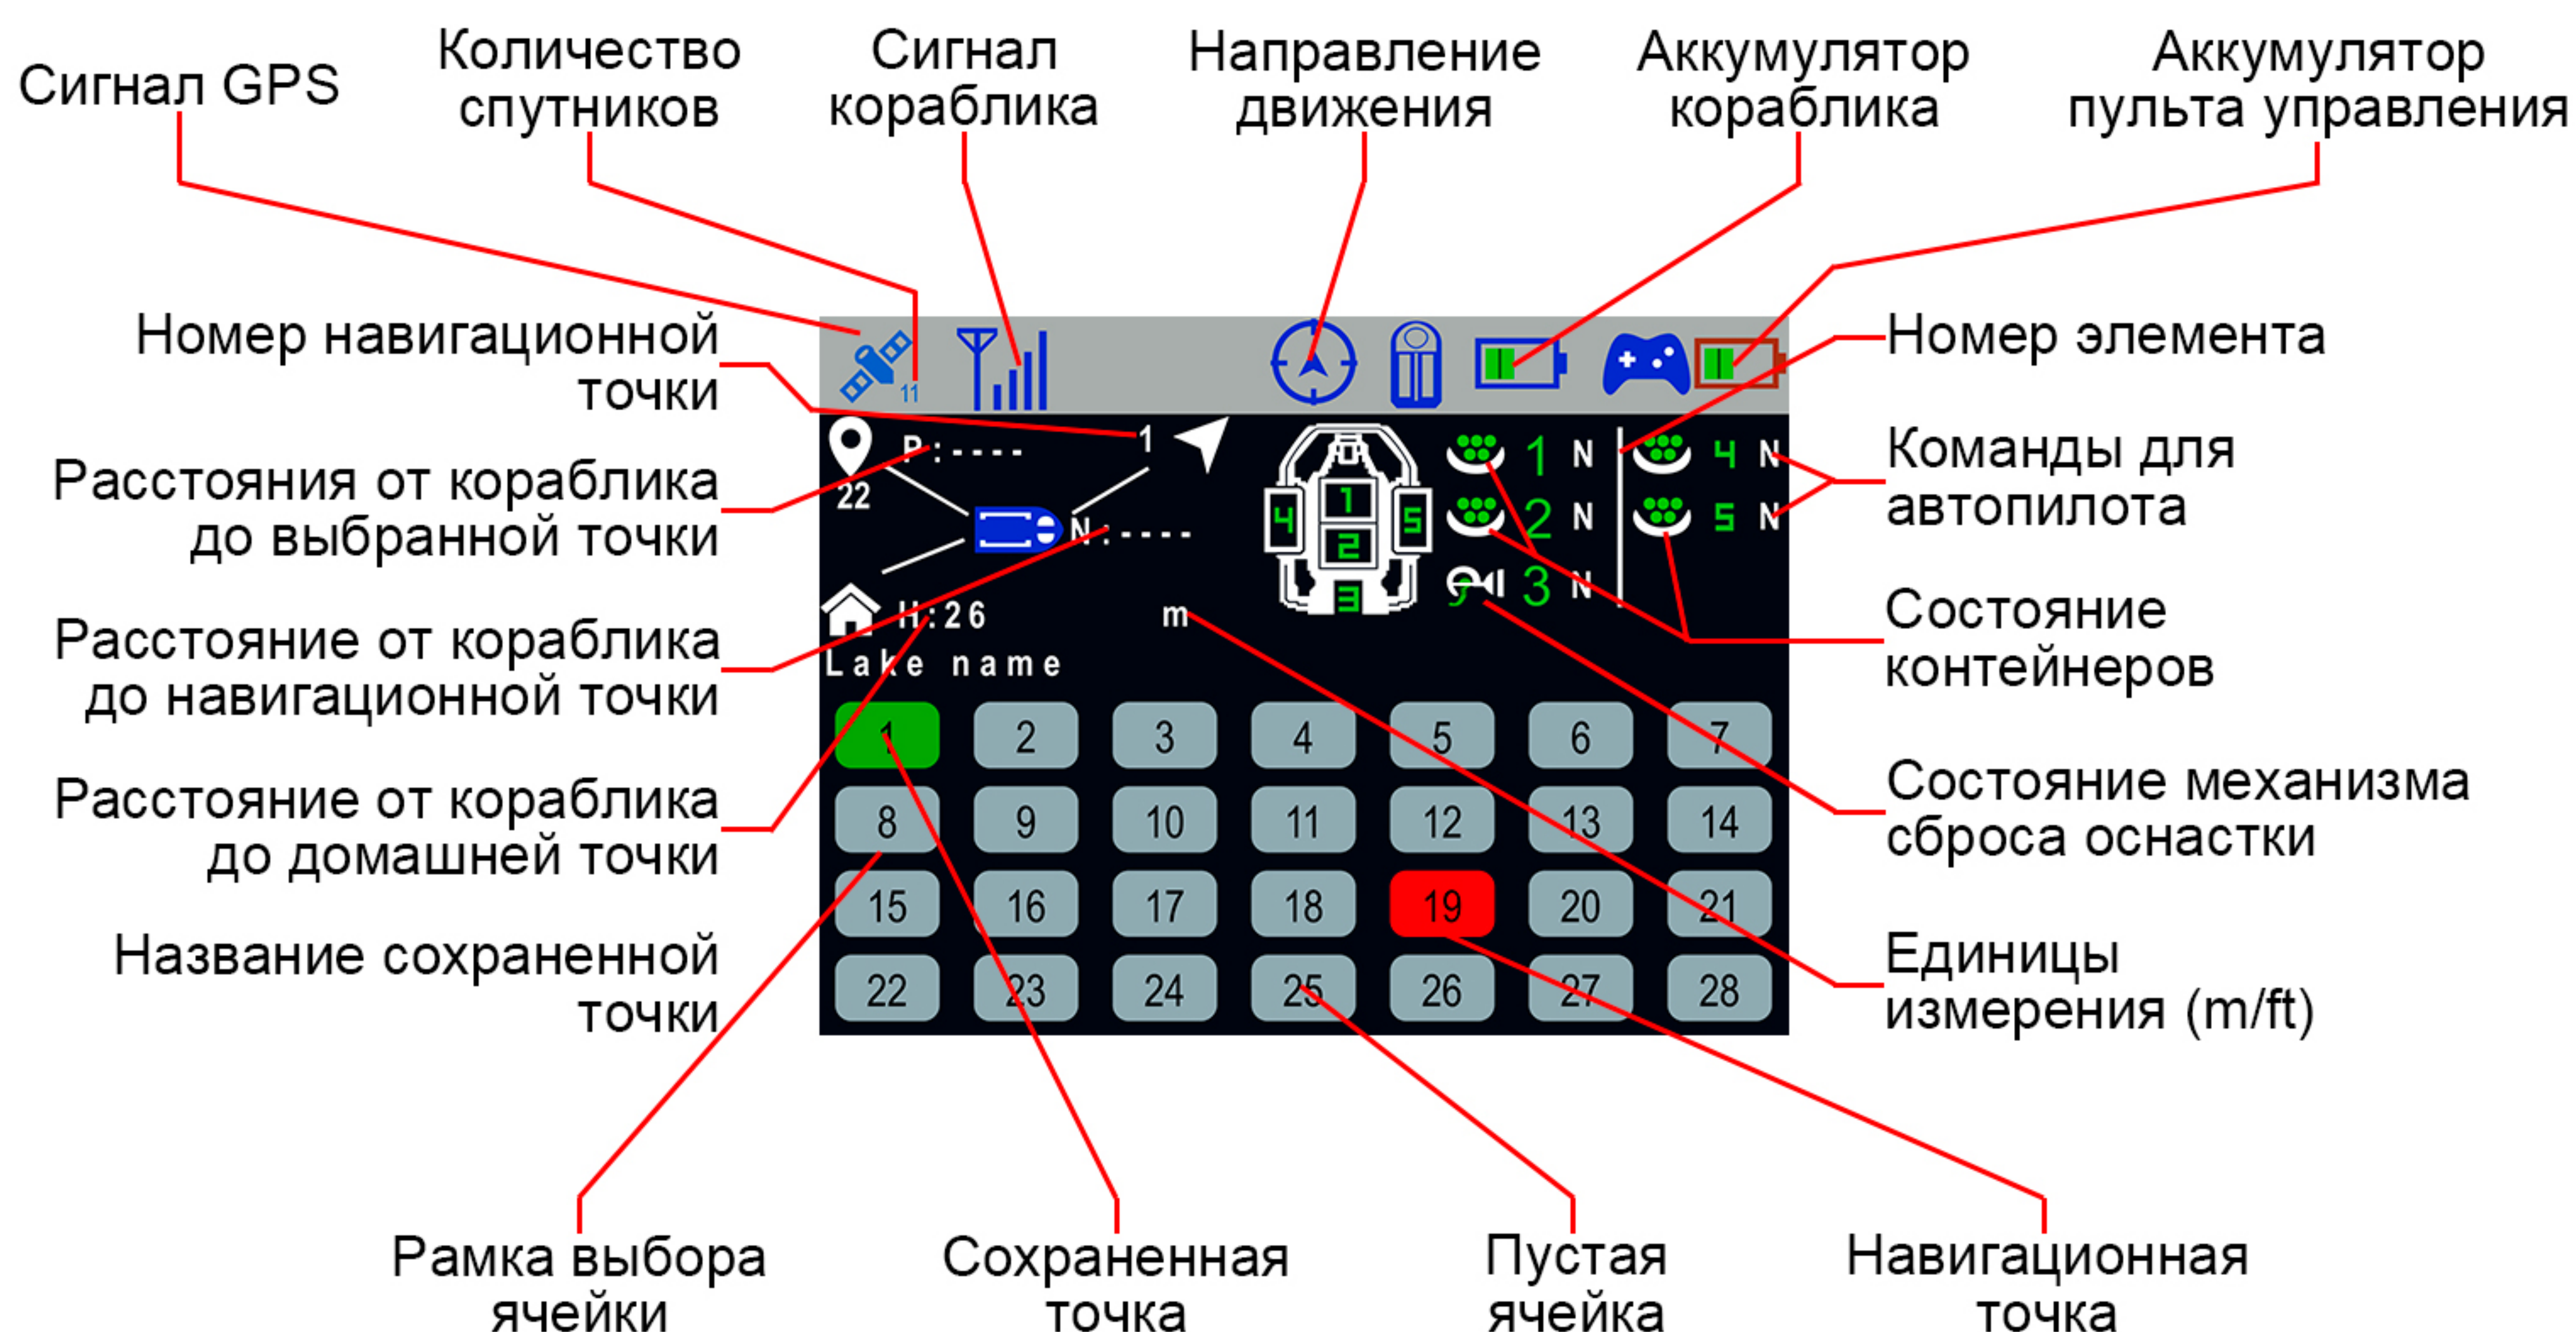 Сигнал GPS
Количество
спутников
Сигнал
кораблика
Направление
движения
Аккумулятор
кораблика
Аккумулятор
пульта управления
Номер навигационной
точки
Расстояния от кораблика
до выбранной точки
Расстояние от кораблика
до навигационной точки
Расстояние от кораблика
до домашней точки
Название сохраненной
точки
11
P:----
1
22
N:----
H:26
m
Lake name
1
2
3
4
5
1 N
2 N
3 N
4 N
5 N
1 2 3 4 5 6 7
8 9 10 11 12 13 14
15 16 17 18 19 20 21
22 23 24 25 26 27 28
Номер элемента
Команды для
автопилота
Состояние
контейнеров
Состояние механизма
сброса оснастки
Единицы
измерения (m/ft)
Рамка выбора
ячейки
Сохраненная
точка
Пустая
ячейка
Навигационная
точка